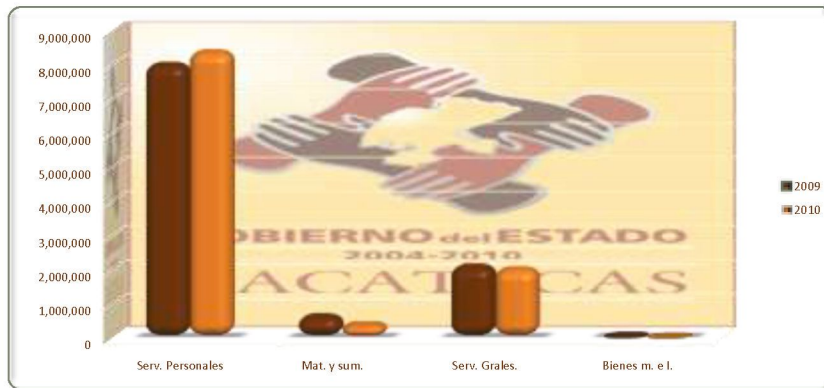 9,000,000
8,000,000
7,000,000
6,000,000
5,000,000
4,000,000
3,000,000
2,000,000
1,000,000
0
2009
2010
OBIERNO del ESTADO
2004-2010
ACAT CAS
Serv. Personales
Mat. y sum.
Serv. Grales.
Bienes m. e l.